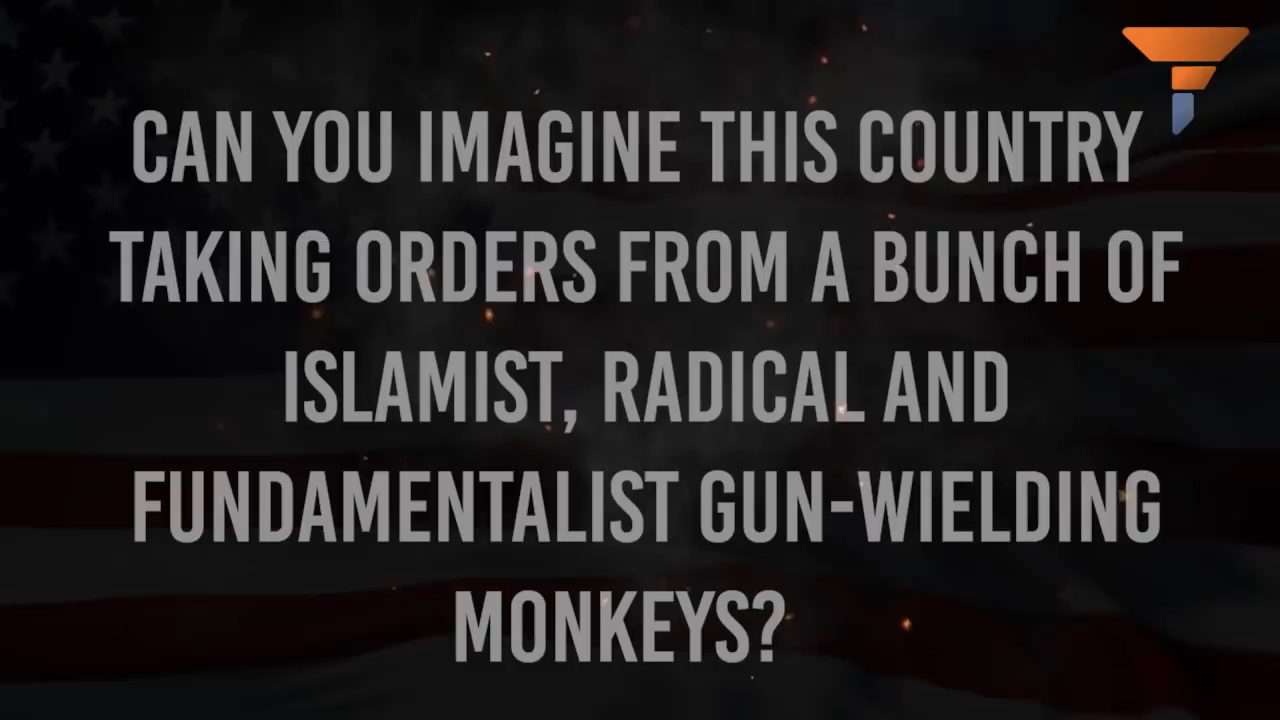 CAN YOU IMAGINE THIS COUNTRY
TAKING ORDERS FROM A BUNCH OF
ISLAMIST, RADICAL AND
FUNDAMENTALIST GUN-WIELDING
MONKEYS?